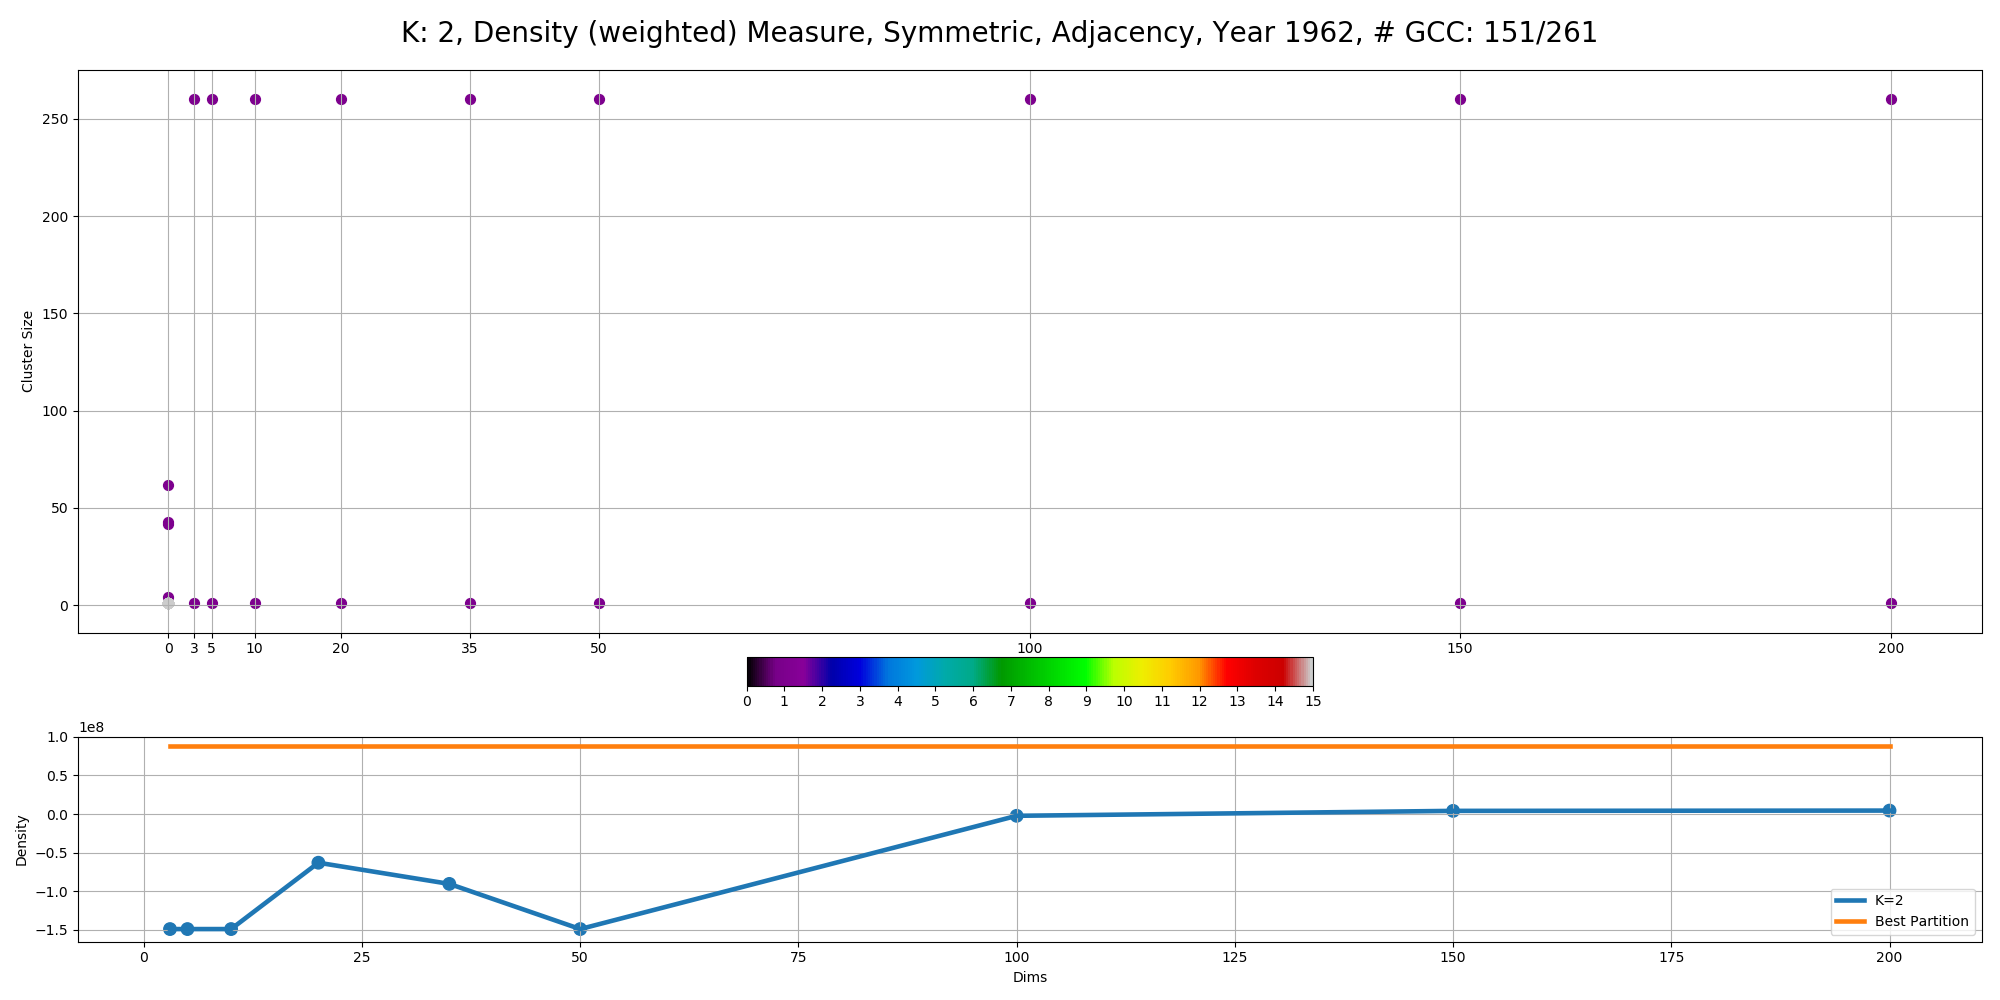 K: 2, Density (weighted) Measure, Symmetric, Adjacency, Year 1962, # GCC: 151/261
250
200
150
100
50
0
Cluster Size
0 3 5 10 20 35 50 100 150 200
0 1 2 3 4 5 6 7 8 9 10 11 12 13 14 15
1e8
1.0
0.5
0.0
−0.5
−1.0
−1.5
Density
K=2
Best Partition
0 25 50 75 100 125 150 175 200
Dims